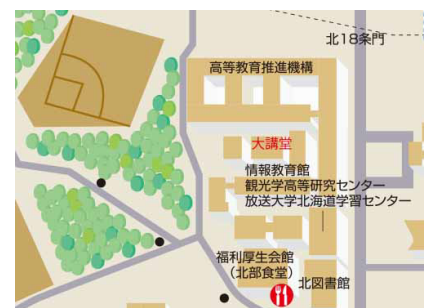 北18条門
高等教育推進機構
大講堂
情報教育館
観光学高等研究センター
放送大学北海道学習センター
福利厚生会館
（北部食堂）
北図書館